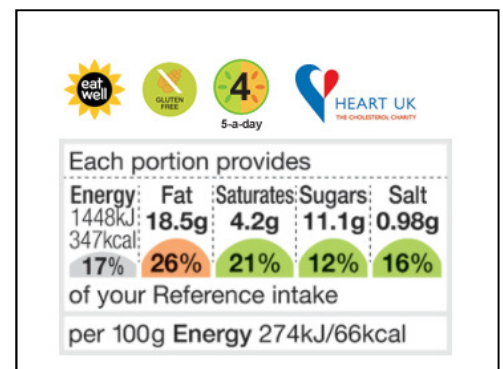 eat
well
GLUTEN
FREE
4
5-a-day
HEART UK
THE CHOLESTEROL CHARITY
Each portion provides
Energy Fat Saturates Sugars Salt
1448kJ 18.5g 4.2g 11.1g 0.98g
347kcal
17% 26% 21% 12% 16%
of your Reference intake
per 100g Energy 274kJ/66kcal